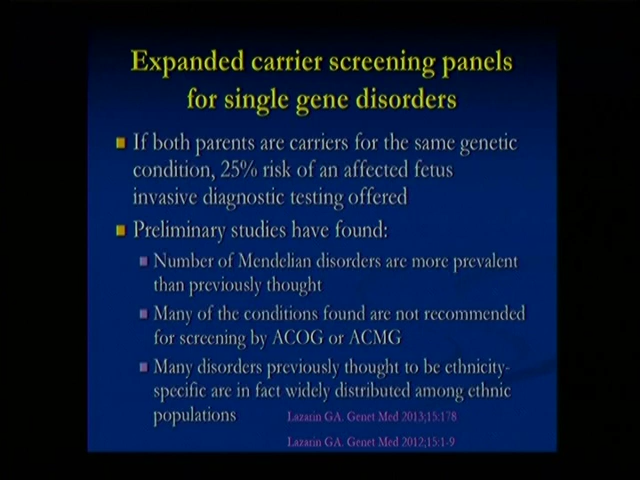 Expanded carrier screening panels
for single gene disorders
If both parents are carriers for the same genetic
condition, 25% risk of an affected fetus
invasive diagnostic testing offered
Preliminary studies have found:
Number of Mendelian disorders are more prevalent
than previously thought
Many of the conditions found are not recommended
for screening by ACOG or ACMG
Many disorders previously thought to be ethnicity-
specific are in fact widely distributed among ethnic
populations
Lazarin GA. Genet Med 2013;15:178
Lazarin GA. Genet Med 2012;15:1-9